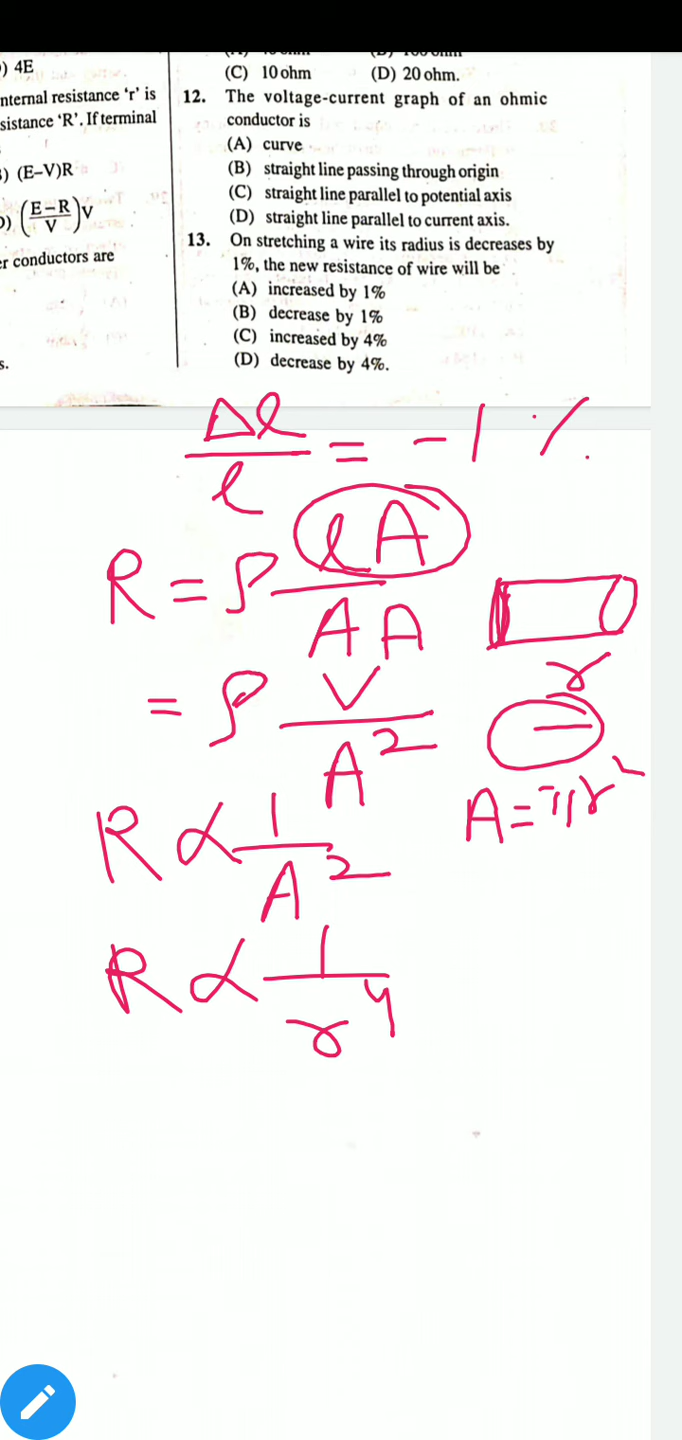 ) 4E
nternal resistance ‘r’ is
sistance ‘R’. If terminal
) (E–V)R
) (E–R/V)v
er conductors are
s.
(C) 10 ohm (D) 20 ohm.
12. The voltage-current graph of an ohmic
conductor is
(A) curve
(B) straight line passing through origin
(C) straight line parallel to potential axis
(D) straight line parallel to current axis.
13. On stretching a wire its radius is decreases by
1%, the new resistance of wire will be
(A) increased by 1%
(B) decrease by 1%
(C) increased by 4%
(D) decrease by 4%.
Δl/l = -1 %
R = ρ lA/AA
r
= ρ V/A²
A = πr²
R ∝ 1/A²
R ∝ 1/r⁴